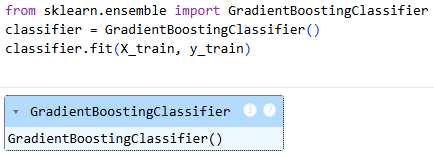 from sklearn.ensemble import GradientBoostingClassifier
classifier = GradientBoostingClassifier()
classifier.fit(X_train, y_train)
▾ GradientBoostingClassifier i ?
GradientBoostingClassifier()